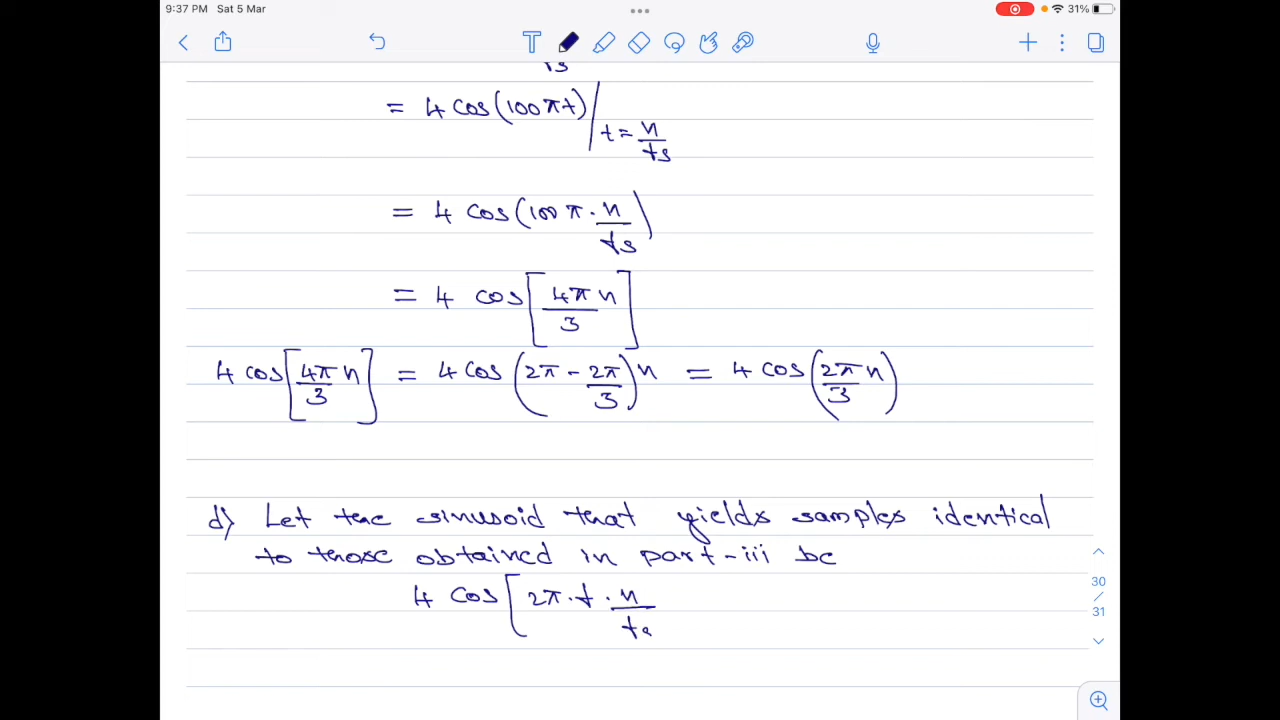 9:37 PM Sat 5 Mar
31%
fs
= 4 cos(100πt)| t = n/fs
= 4 cos(100π · n/fs)
= 4 cos[4πn/3]
4 cos[4π/3 n] = 4 cos(2π - 2π/3)n = 4 cos(2π/3 n)
d) Let the sinusoid that yields samples identical
to those obtained in part-iii be
4 cos[2π · f · n/fs
30
/
31